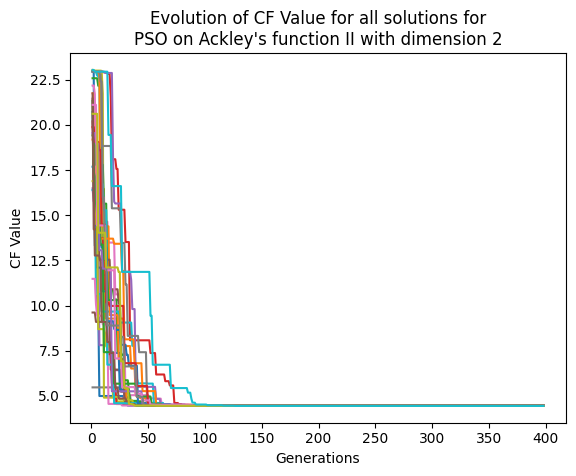 Evolution of CF Value for all solutions for
PSO on Ackley's function II with dimension 2
CF Value
22.5
20.0
17.5
15.0
12.5
10.0
7.5
5.0
0 50 100 150 200 250 300 350 400
Generations